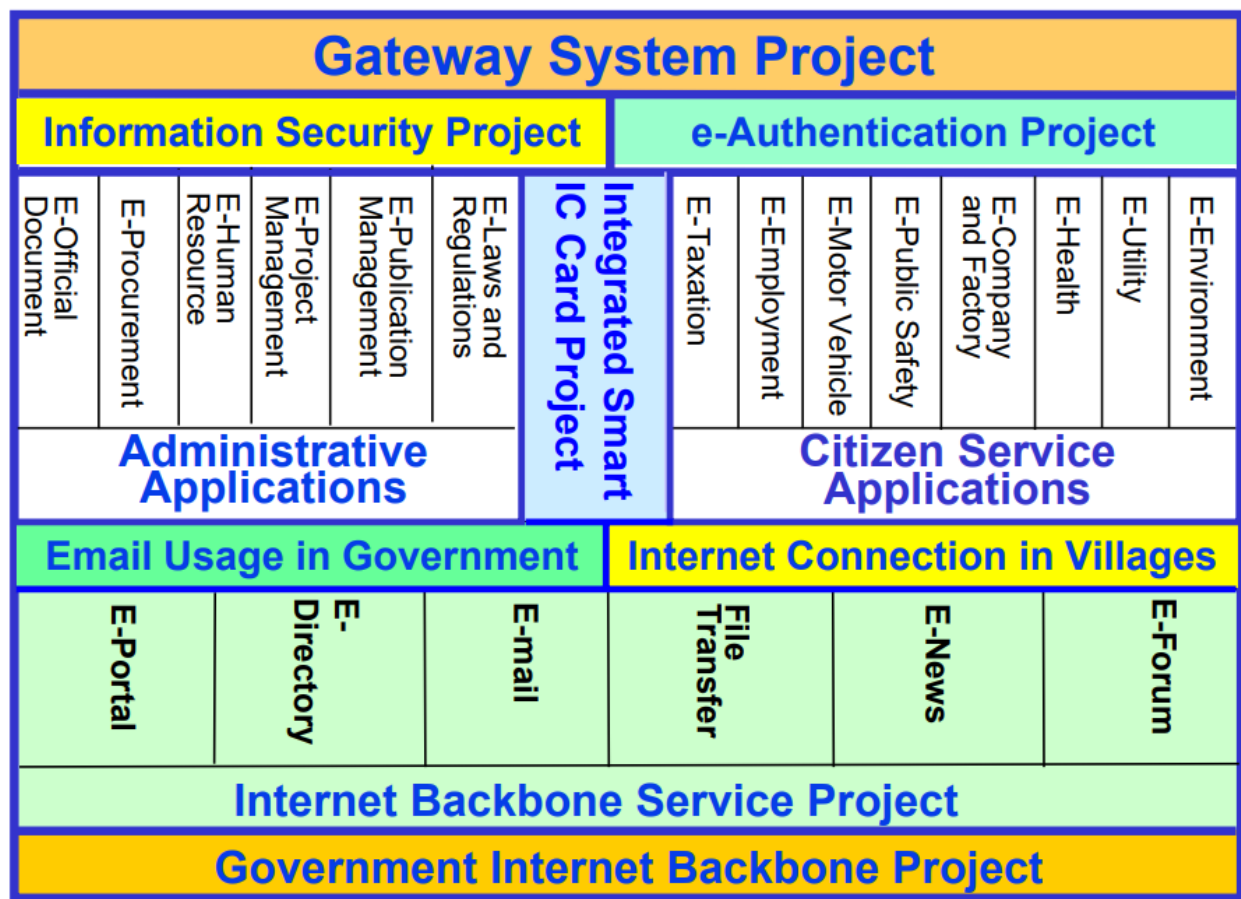 Gateway System Project
Information Security Project
e-Authentication Project
E-Official
Document
E-Procurement
E-Human
Resource
E-Project
Management
E-Publication
Management
E-Laws and
Regulations
Integrated Smart
IC Card Project
E-Taxation
E-Employment
E-Motor Vehicle
E-Public Safety
E-Company
and Factory
E-Health
E-Utility
E-Environment
Administrative
Applications
Citizen Service
Applications
Email Usage in Government
Internet Connection in Villages
E-Portal
E-
Directory
E-mail
File
Transfer
E-News
E-Forum
Internet Backbone Service Project
Government Internet Backbone Project